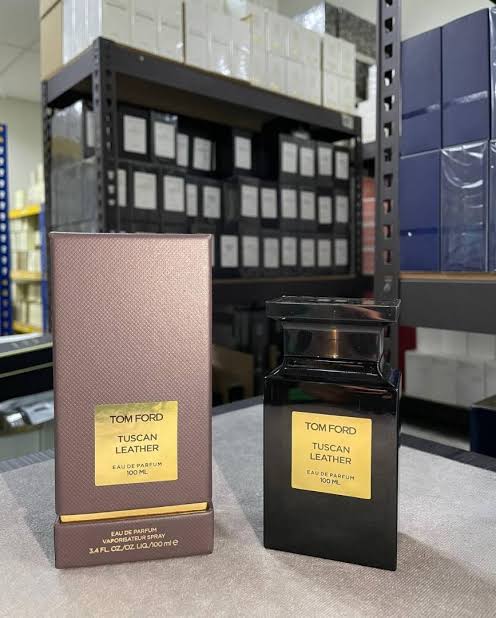 TOM FORD
TUSCAN
LEATHER
EAU DE PARFUM
100 ML
EAU DE PARFUM
VAPORISATEUR SPRAY
3.4 FL. OZ./OZ. LIQ./100 ml e
TOM FORD
TUSCAN
LEATHER
EAU DE PARFUM
100 ML